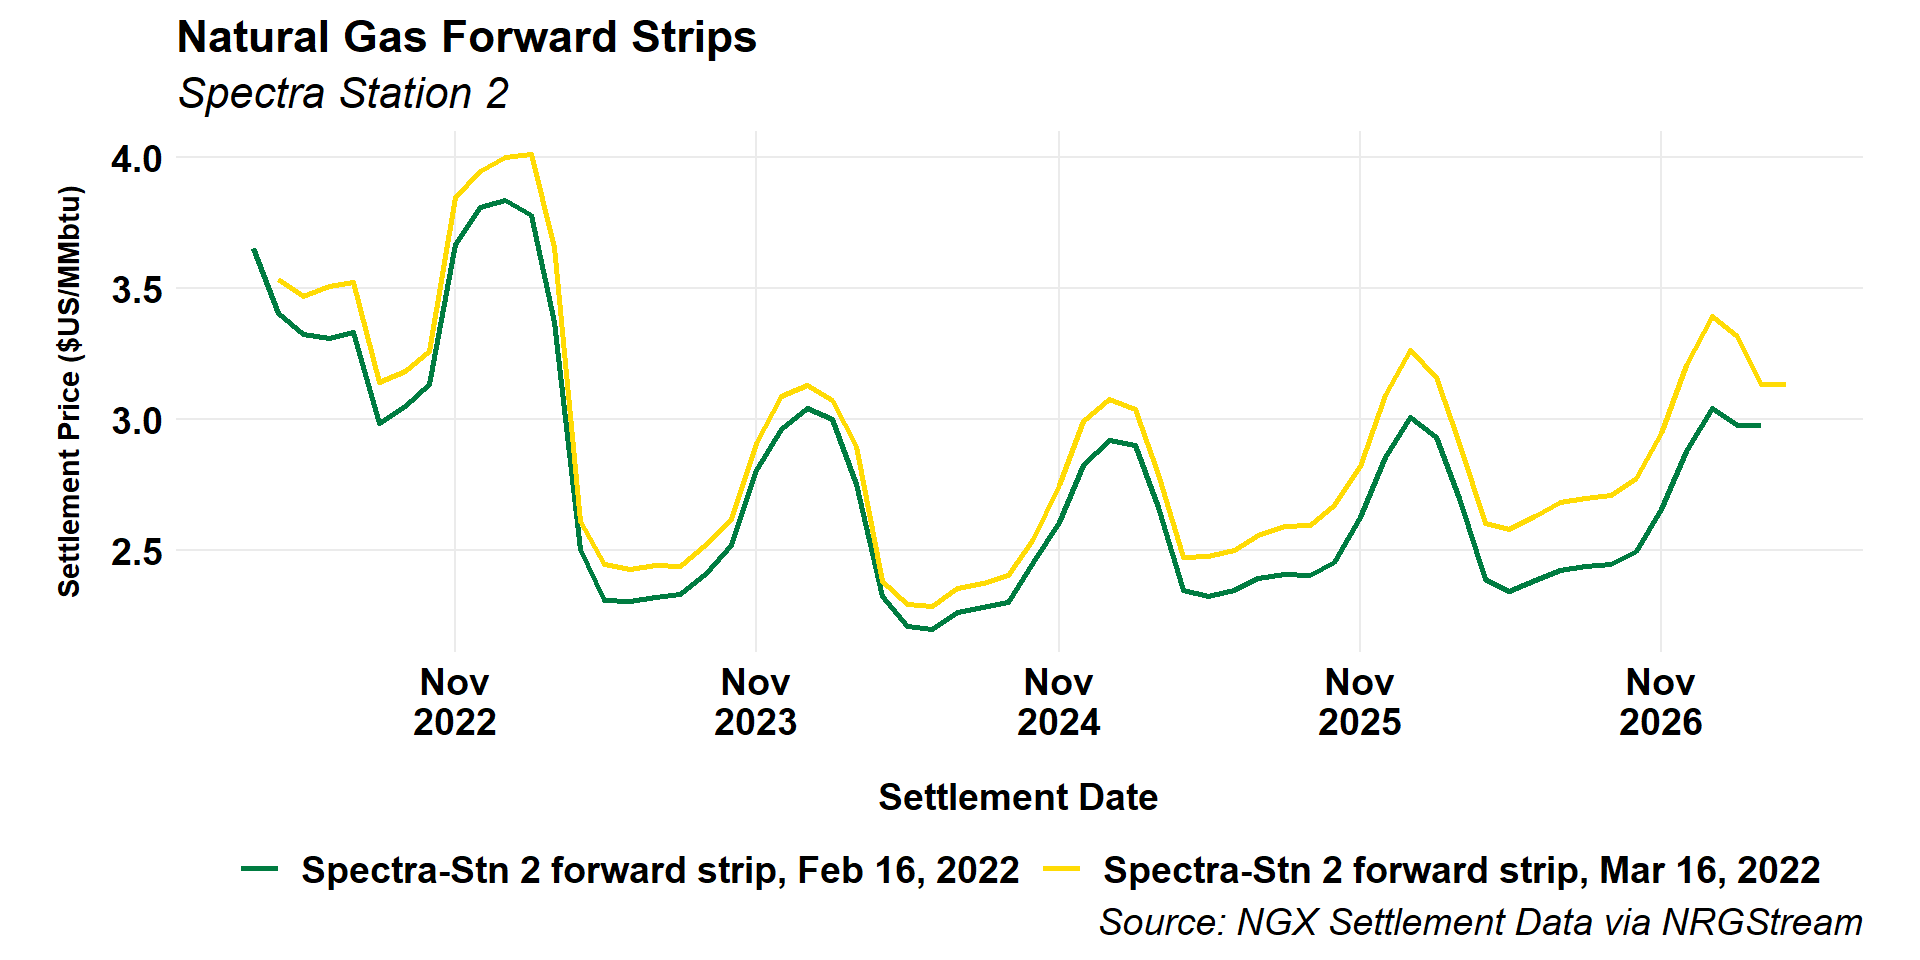 Natural Gas Forward Strips
Spectra Station 2
Settlement Price ($US/MMbtu)
4.0
3.5
3.0
2.5
Nov
2022
Nov
2023
Nov
2024
Nov
2025
Nov
2026
Settlement Date
Spectra-Stn 2 forward strip, Feb 16, 2022
Spectra-Stn 2 forward strip, Mar 16, 2022
Source: NGX Settlement Data via NRGStream